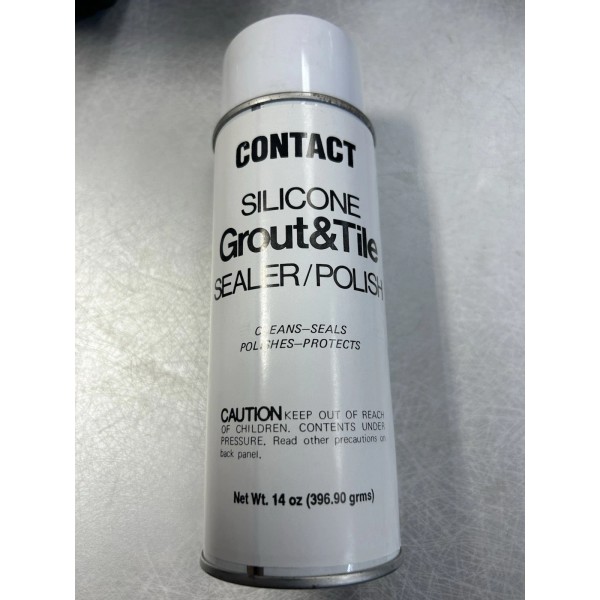 CONTACT
SILICONE
Grout&Tile
SEALER/POLISH
CLEANS—SEALS
POLISHES—PROTECTS
CAUTION KEEP OUT OF REACH
OF CHILDREN. CONTENTS UNDER
PRESSURE. Read other precautions on
back panel.
Net Wt. 14 oz (396.90 grms)